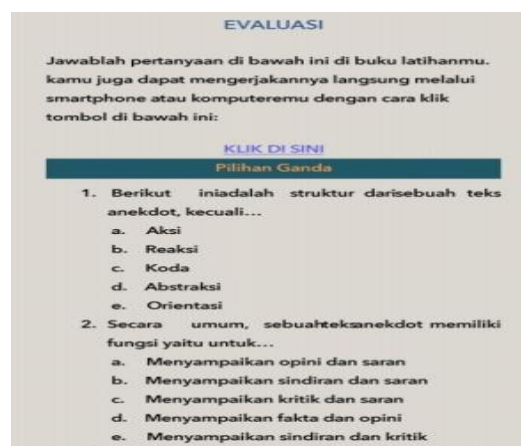 EVALUASI
Jawablah pertanyaan di bawah ini di buku latihanmu.
kamu juga dapat mengerjakannya langsung melalui
smartphone atau komputeremu dengan cara klik
tombol di bawah ini:
KLIK DI SINI
Pilihan Ganda
1. Berikut iniadalah struktur darisebuah teks
anekdot, kecuali...
a. Aksi
b. Reaksi
c. Koda
d. Abstraksi
e. Orientasi
2. Secara umum, sebuahteksanekdot memiliki
fungsi yaitu untuk...
a. Menyampaikan opini dan saran
b. Menyampaikan sindiran dan saran
c. Menyampaikan kritik dan saran
d. Menyampaikan fakta dan opini
e. Menyampaikan sindiran dan kritik